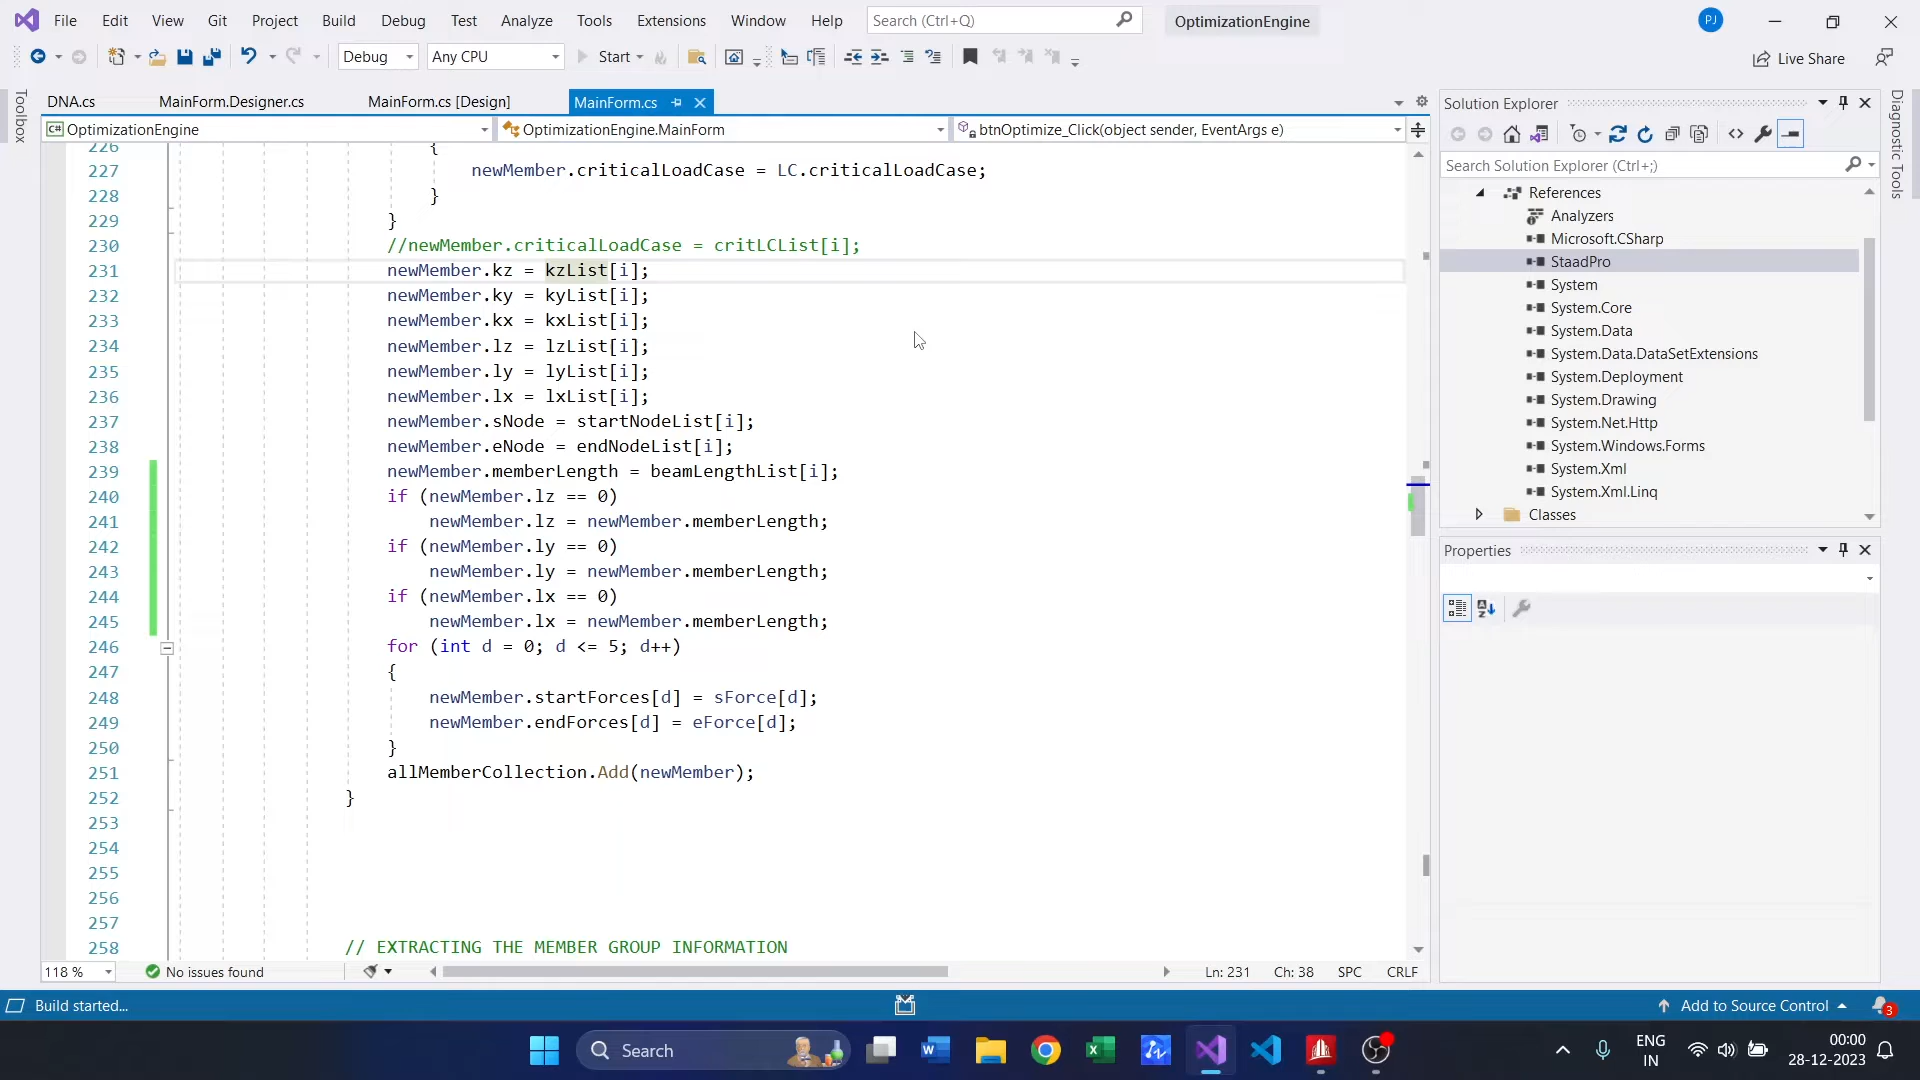 File Edit View Git Project Build Debug Test Analyze Tools Extensions Window Help Search (Ctrl+Q) OptimizationEngine PJ
Debug Any CPU Start Live Share
Toolbox
DNA.cs MainForm.Designer.cs MainForm.cs [Design] MainForm.cs
C# OptimizationEngine OptimizationEngine.MainForm btnOptimize_Click(object sender, EventArgs e)
226 {
227 newMember.criticalLoadCase = LC.criticalLoadCase;
228 }
229 }
230 //newMember.criticalLoadCase = critLCList[i];
231 newMember.kz = kzList[i];
232 newMember.ky = kyList[i];
233 newMember.kx = kxList[i];
234 newMember.lz = lzList[i];
235 newMember.ly = lyList[i];
236 newMember.lx = lxList[i];
237 newMember.sNode = startNodeList[i];
238 newMember.eNode = endNodeList[i];
239 newMember.memberLength = beamLengthList[i];
240 if (newMember.lz == 0)
241 newMember.lz = newMember.memberLength;
242 if (newMember.ly == 0)
243 newMember.ly = newMember.memberLength;
244 if (newMember.lx == 0)
245 newMember.lx = newMember.memberLength;
246 for (int d = 0; d <= 5; d++)
247 {
248 newMember.startForces[d] = sForce[d];
249 newMember.endForces[d] = eForce[d];
250 }
251 allMemberCollection.Add(newMember);
252 }
253
254
255
256
257
258 // EXTRACTING THE MEMBER GROUP INFORMATION
118 % No issues found Ln: 231 Ch: 38 SPC CRLF
Solution Explorer
Search Solution Explorer (Ctrl+;)
References
Analyzers
Microsoft.CSharp
StaadPro
System
System.Core
System.Data
System.Data.DataSetExtensions
System.Deployment
System.Drawing
System.Net.Http
System.Windows.Forms
System.Xml
System.Xml.Linq
Classes
Properties
Diagnostic Tools
Build started... Add to Source Control 3
Search ENG
IN
00:00
28-12-2023